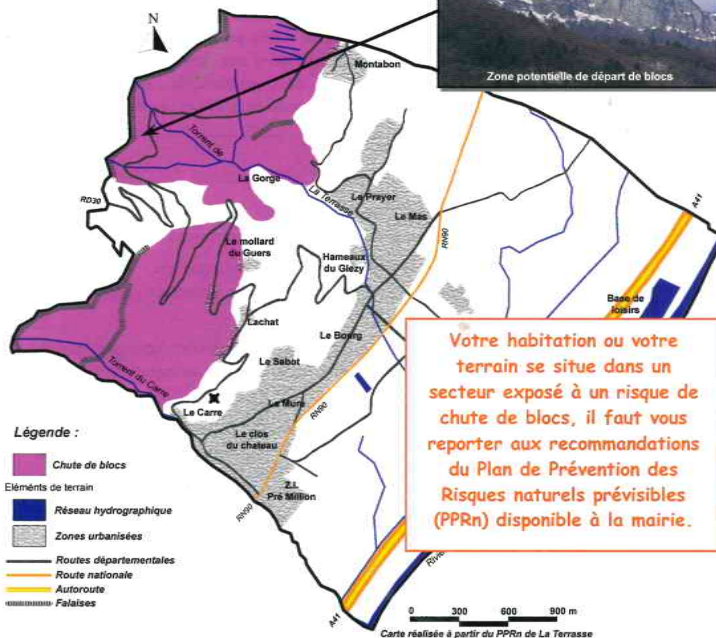 N
Zone potentielle de départ de blocs
Montabon
Torrent de
La Gorge
La Terrasse
Le Prayer
Le Mas
RD30
RN90
A41
Le mollard
du Guers
Hameaux
du Glezy
Base de
loisirs
Lachat
Le Bourg
Le Sabot
Torrent du Carre
Le Carre
La Mure
RN90
Le clos
du chateau
Z.I.
Pré Million
RN90
Votre habitation ou votre
terrain se situe dans un
secteur exposé à un risque de
chute de blocs, il faut vous
reporter aux recommandations
du Plan de Prévention des
Risques naturels prévisibles
(PPRn) disponible à la mairie.
Légende :
Chute de blocs
Eléments de terrain
Réseau hydrographique
Zones urbanisées
Routes départementales
Route nationale
Autoroute
Falaises
A41
0 300 600 900 m
Carte réalisée à partir du PPRn de La Terrasse